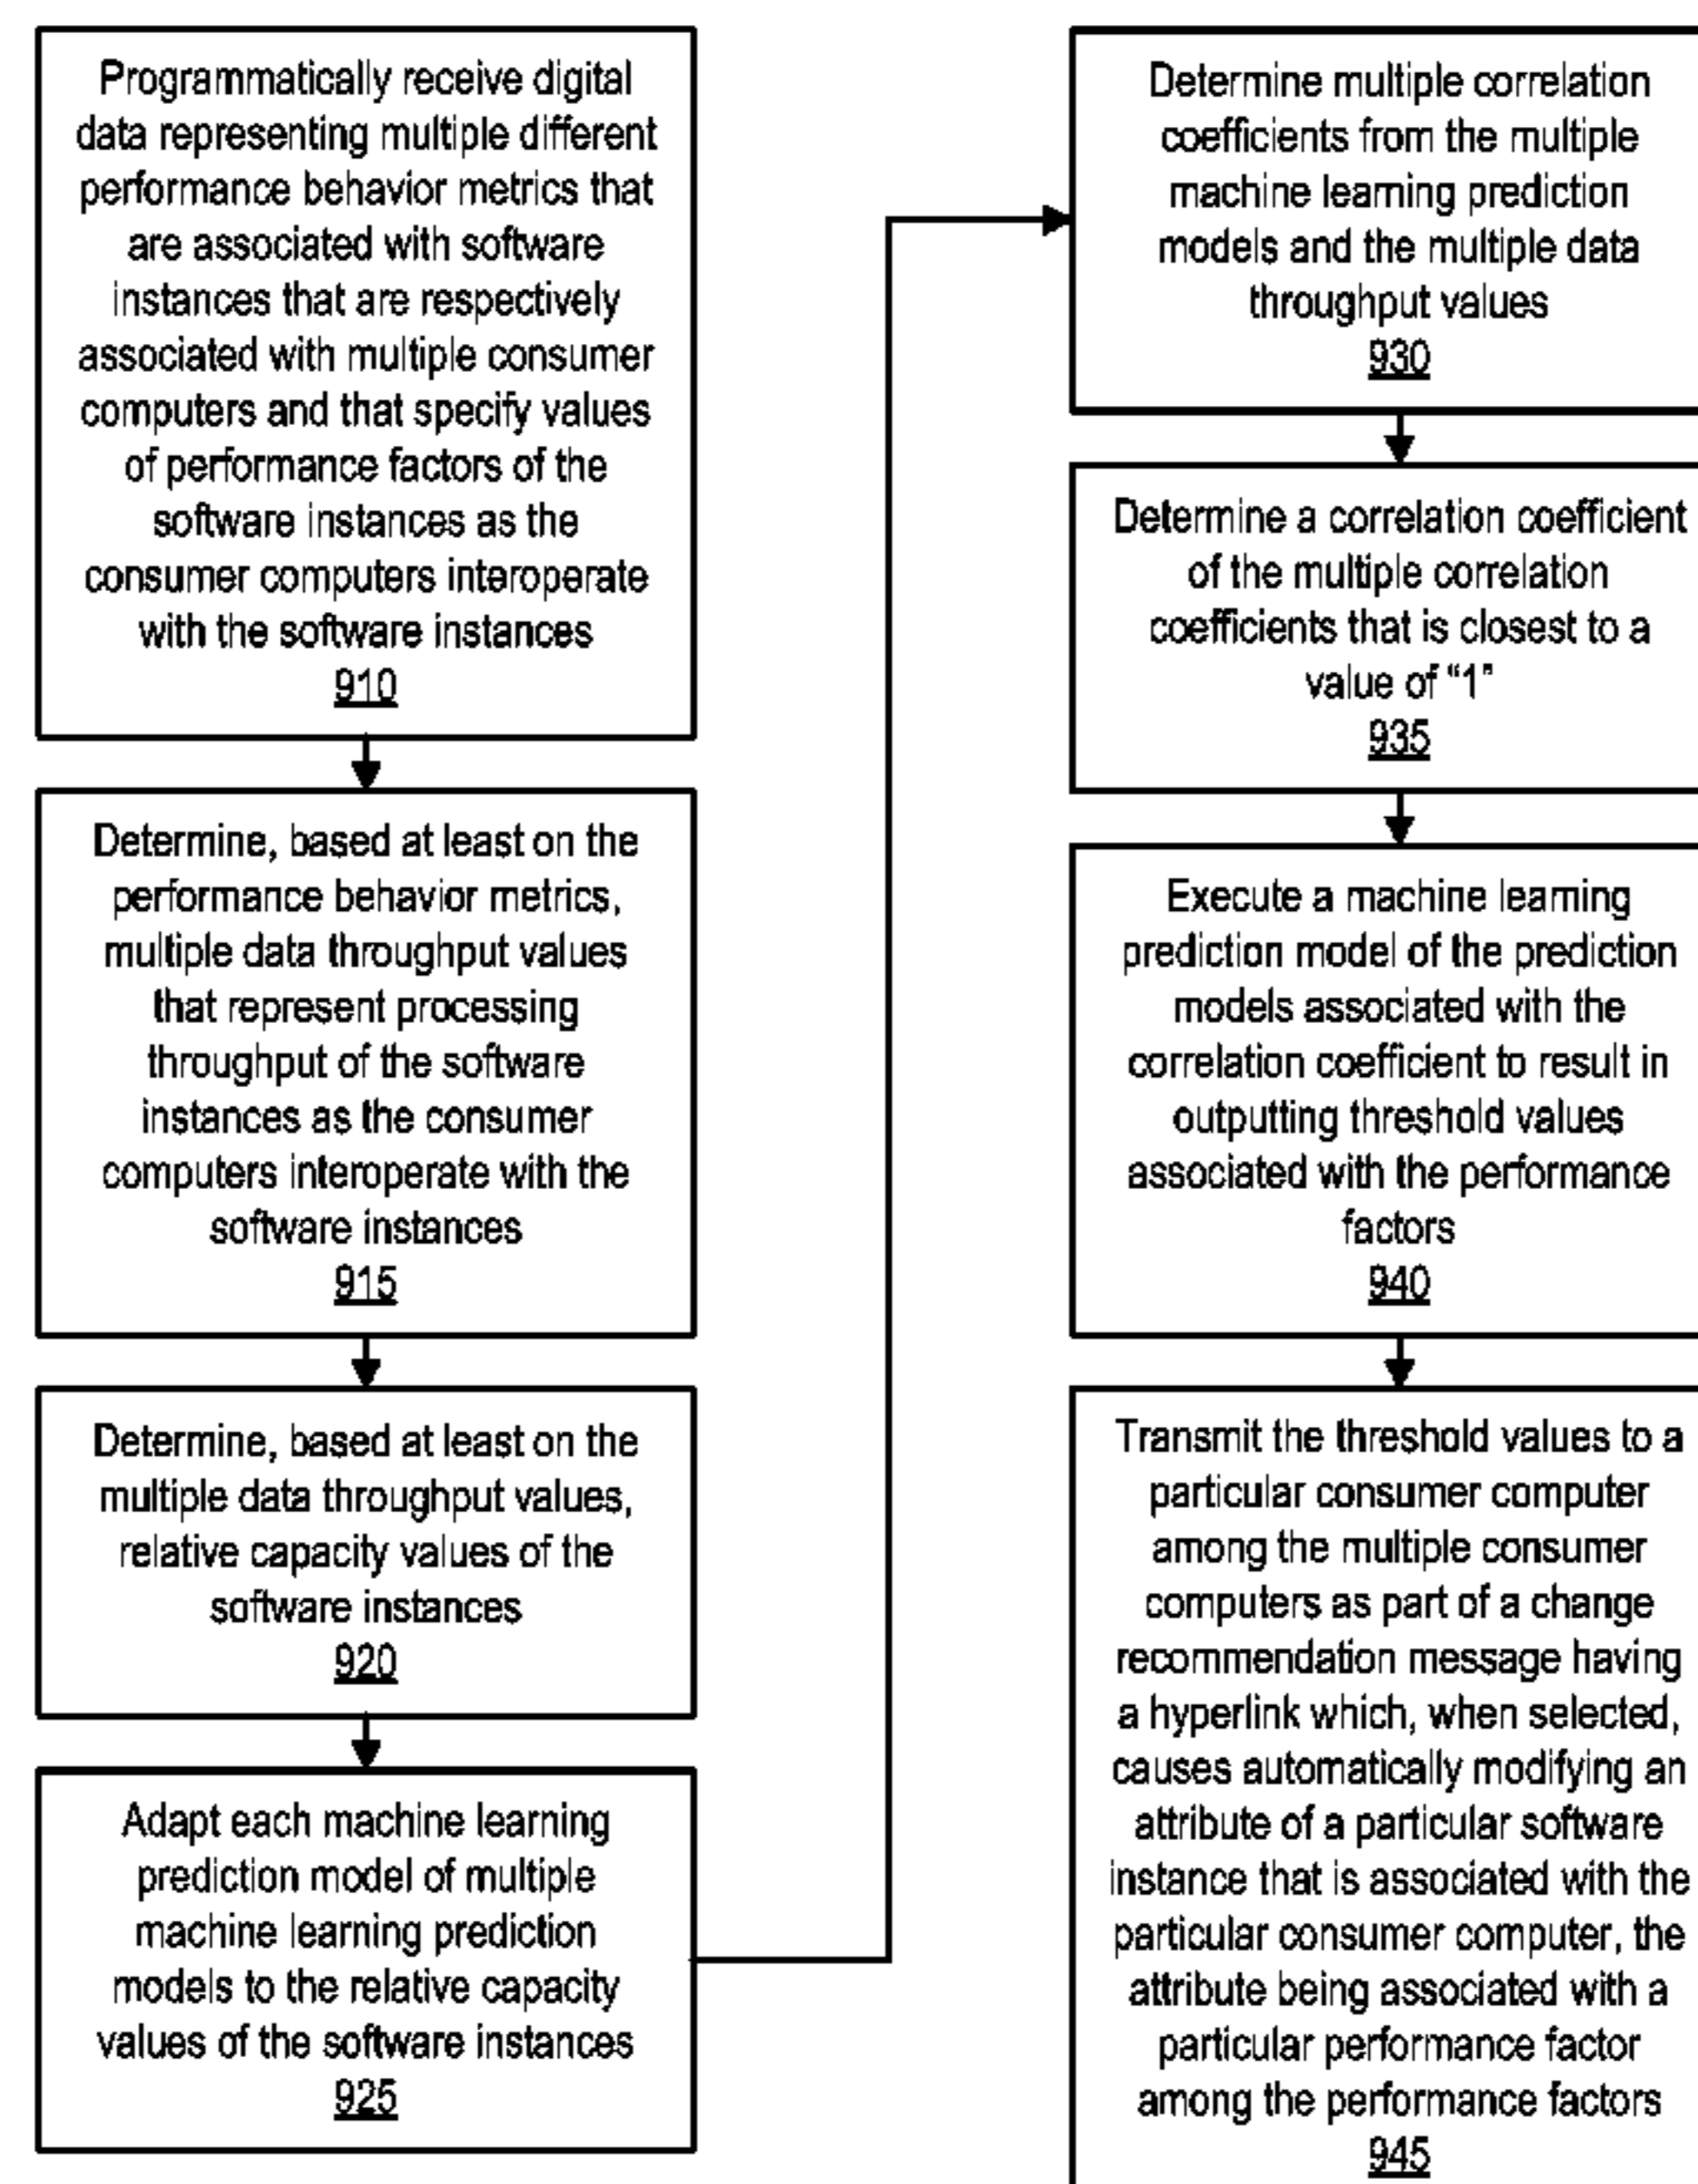 Programmatically receive digital
data representing multiple different
performance behavior metrics that
are associated with software
instances that are respectively
associated with multiple consumer
computers and that specify values
of performance factors of the
software instances as the
consumer computers interoperate
with the software instances
910
Determine, based at least on the
performance behavior metrics,
multiple data throughput values
that represent processing
throughput of the software
instances as the consumer
computers interoperate with the
software instances
915
Determine, based at least on the
multiple data throughput values,
relative capacity values of the
software instances
920
Adapt each machine learning
prediction model of multiple
machine learning prediction
models to the relative capacity
values of the software instances
925
Determine multiple correlation
coefficients from the multiple
machine learning prediction
models and the multiple data
throughput values
930
Determine a correlation coefficient
of the multiple correlation
coefficients that is closest to a
value of “1”
935
Execute a machine learning
prediction model of the prediction
models associated with the
correlation coefficient to result in
outputting threshold values
associated with the performance
factors
940
Transmit the threshold values to a
particular consumer computer
among the multiple consumer
computers as part of a change
recommendation message having
a hyperlink which, when selected,
causes automatically modifying an
attribute of a particular software
instance that is associated with the
particular consumer computer, the
attribute being associated with a
particular performance factor
among the performance factors
945